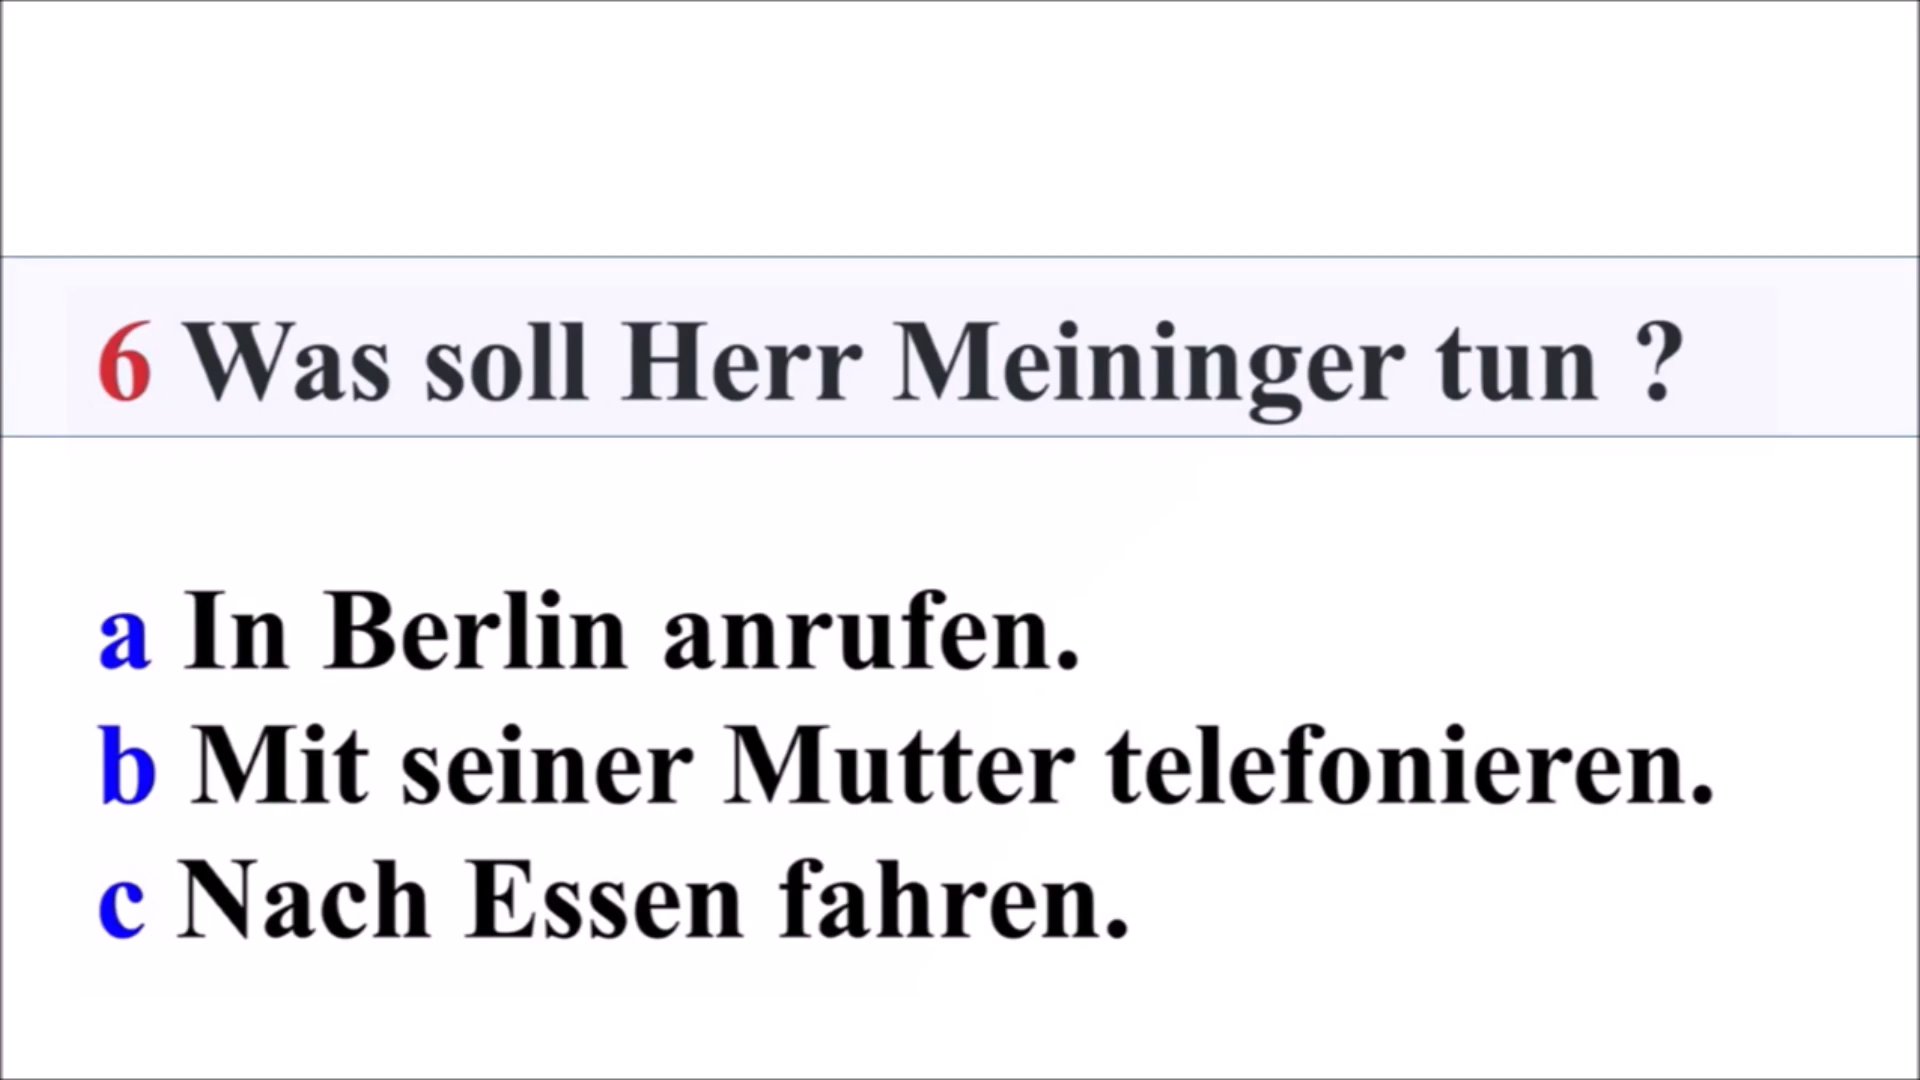 6 Was soll Herr Meininger tun ?
a In Berlin anrufen.
b Mit seiner Mutter telefonieren.
c Nach Essen fahren.